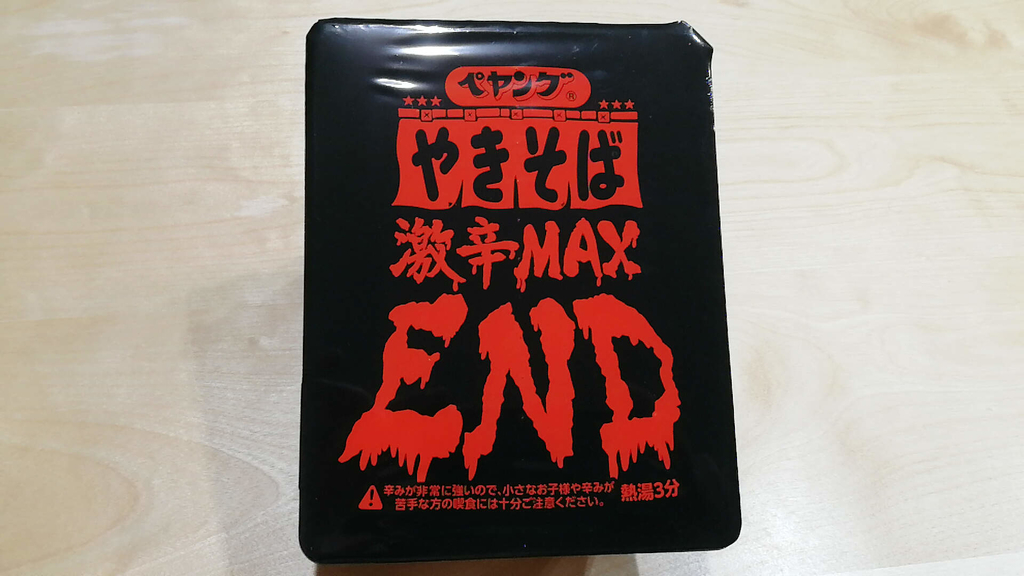 ペヤング®
やきそば
激辛MAX
END
辛みが非常に強いので、小さなお子様や辛みが
苦手な方の喫食には十分ご注意ください。
熱湯3分